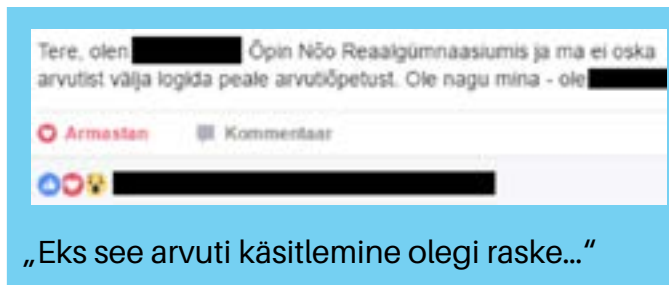 Tere, olen Õpin Nõo Reaalgümnaasiumis ja ma ei oska
arvutist välja logida peale arvutiõpetust. Ole nagu mina - ole
Armastan Kommentaar
„Eks see arvuti käsitlemine olegi raske...“